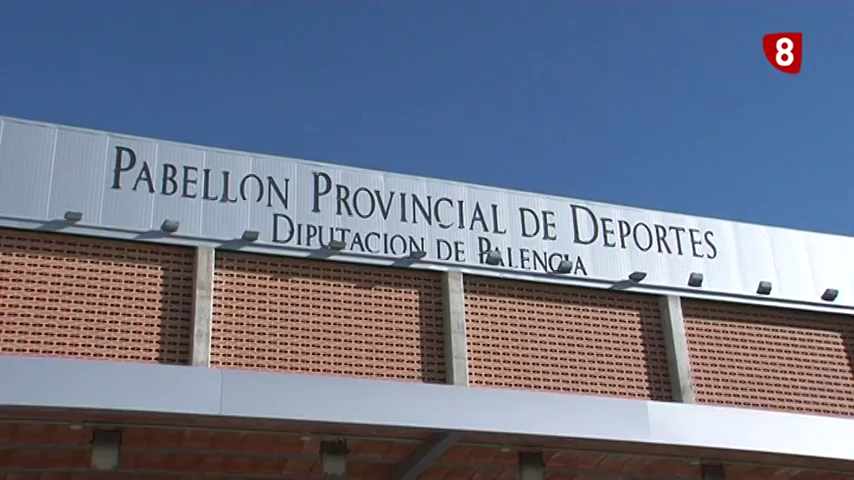 8
PABELLON PROVINCIAL DE DEPORTES
DIPUTACION DE PALENCIA